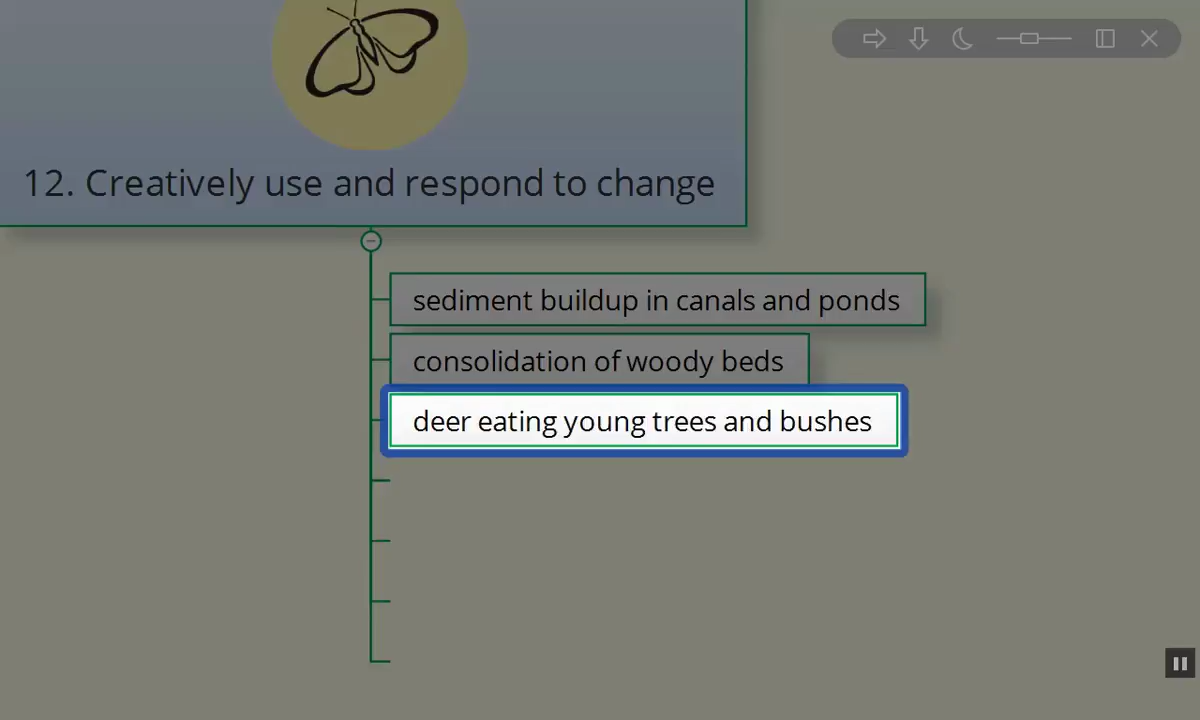 12. Creatively use and respond to change
sediment buildup in canals and ponds
consolidation of woody beds
deer eating young trees and bushes